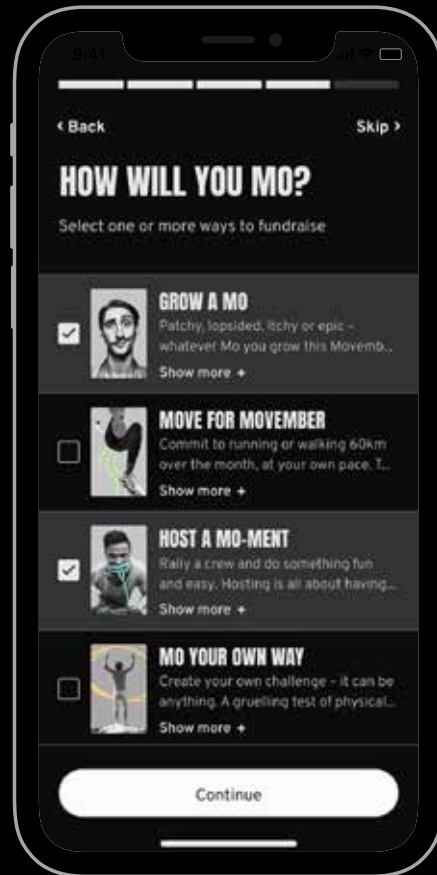 9:41
‹ Back
Skip ›
HOW WILL YOU MO?
Select one or more ways to fundraise
GROW A MO
Patchy, lopsided, itchy or epic –
whatever Mo you grow this Movemb...
Show more +
MOVE FOR MOVEMBER
Commit to running or walking 60km
over the month, at your own pace. T...
Show more +
HOST A MO-MENT
Rally a crew and do something fun
and easy. Hosting is all about having...
Show more +
MO YOUR OWN WAY
Create your own challenge – it can be
anything. A gruelling test of physical...
Show more +
Continue